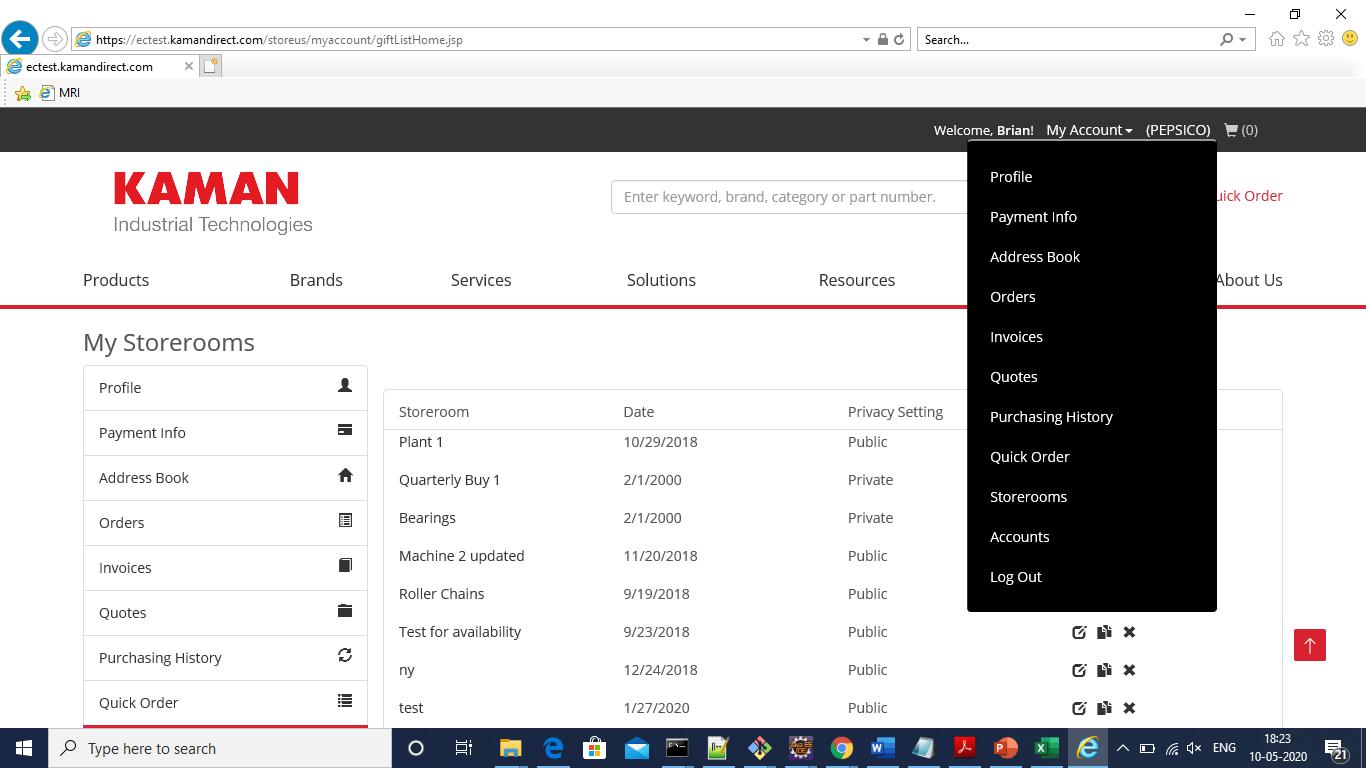 https://ectest.kamandirect.com/storeus/myaccount/giftListHome.jsp
Search...
ectest.kamandirect.com
MRI
Welcome, Brian! My Account (PEPSICO) (0)
KAMAN
Industrial Technologies
Enter keyword, brand, category or part number.
uick Order
Products Brands Services Solutions Resources About Us
Profile
Payment Info
Address Book
Orders
Invoices
Quotes
Purchasing History
Quick Order
Storerooms
Accounts
Log Out
My Storerooms
Profile
Payment Info
Address Book
Orders
Invoices
Quotes
Purchasing History
Quick Order
Storeroom Date Privacy Setting
Plant 1 10/29/2018 Public
Quarterly Buy 1 2/1/2000 Private
Bearings 2/1/2000 Private
Machine 2 updated 11/20/2018 Public
Roller Chains 9/19/2018 Public
Test for availability 9/23/2018 Public
ny 12/24/2018 Public
test 1/27/2020 Public
Type here to search
ENG
18:23
10-05-2020
21